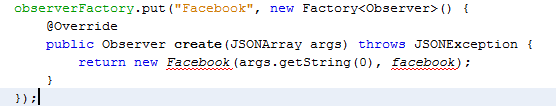 observerFactory.put("Facebook", new Factory<Observer>() {
@Override
public Observer create(JSONArray args) throws JSONException {
return new Facebook(args.getString(0), facebook);
}
});